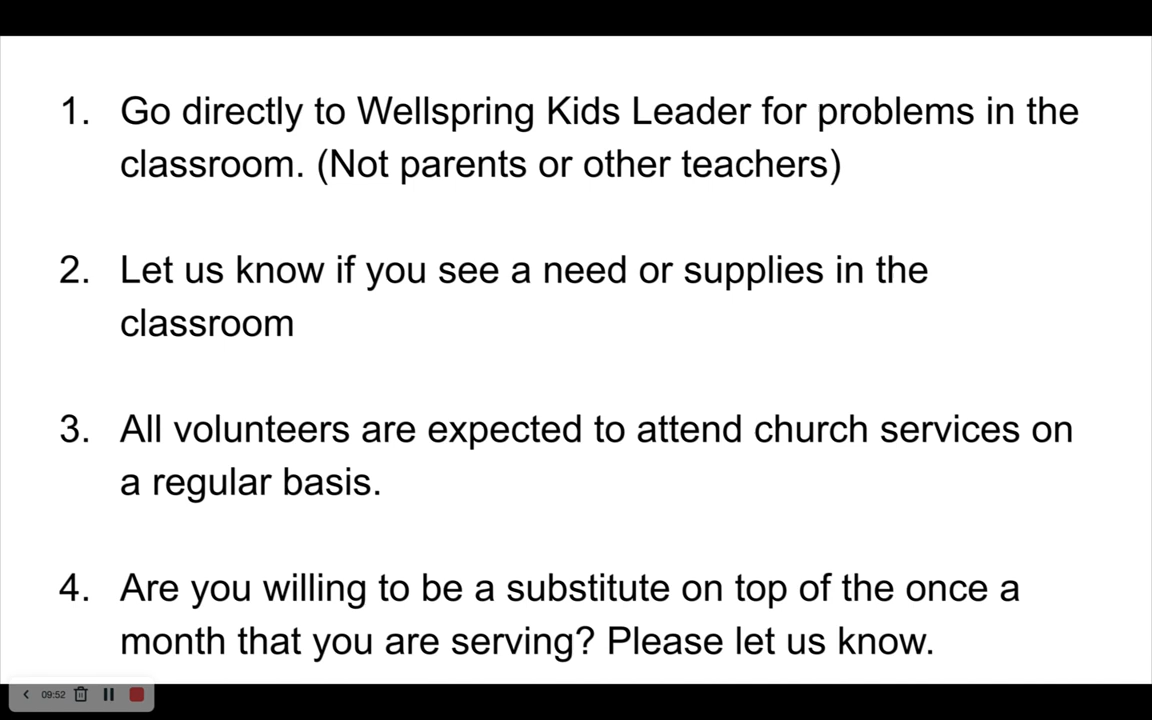 1. Go directly to Wellspring Kids Leader for problems in the
classroom. (Not parents or other teachers)
2. Let us know if you see a need or supplies in the
classroom
3. All volunteers are expected to attend church services on
a regular basis.
4. Are you willing to be a substitute on top of the once a
month that you are serving? Please let us know.
09:52